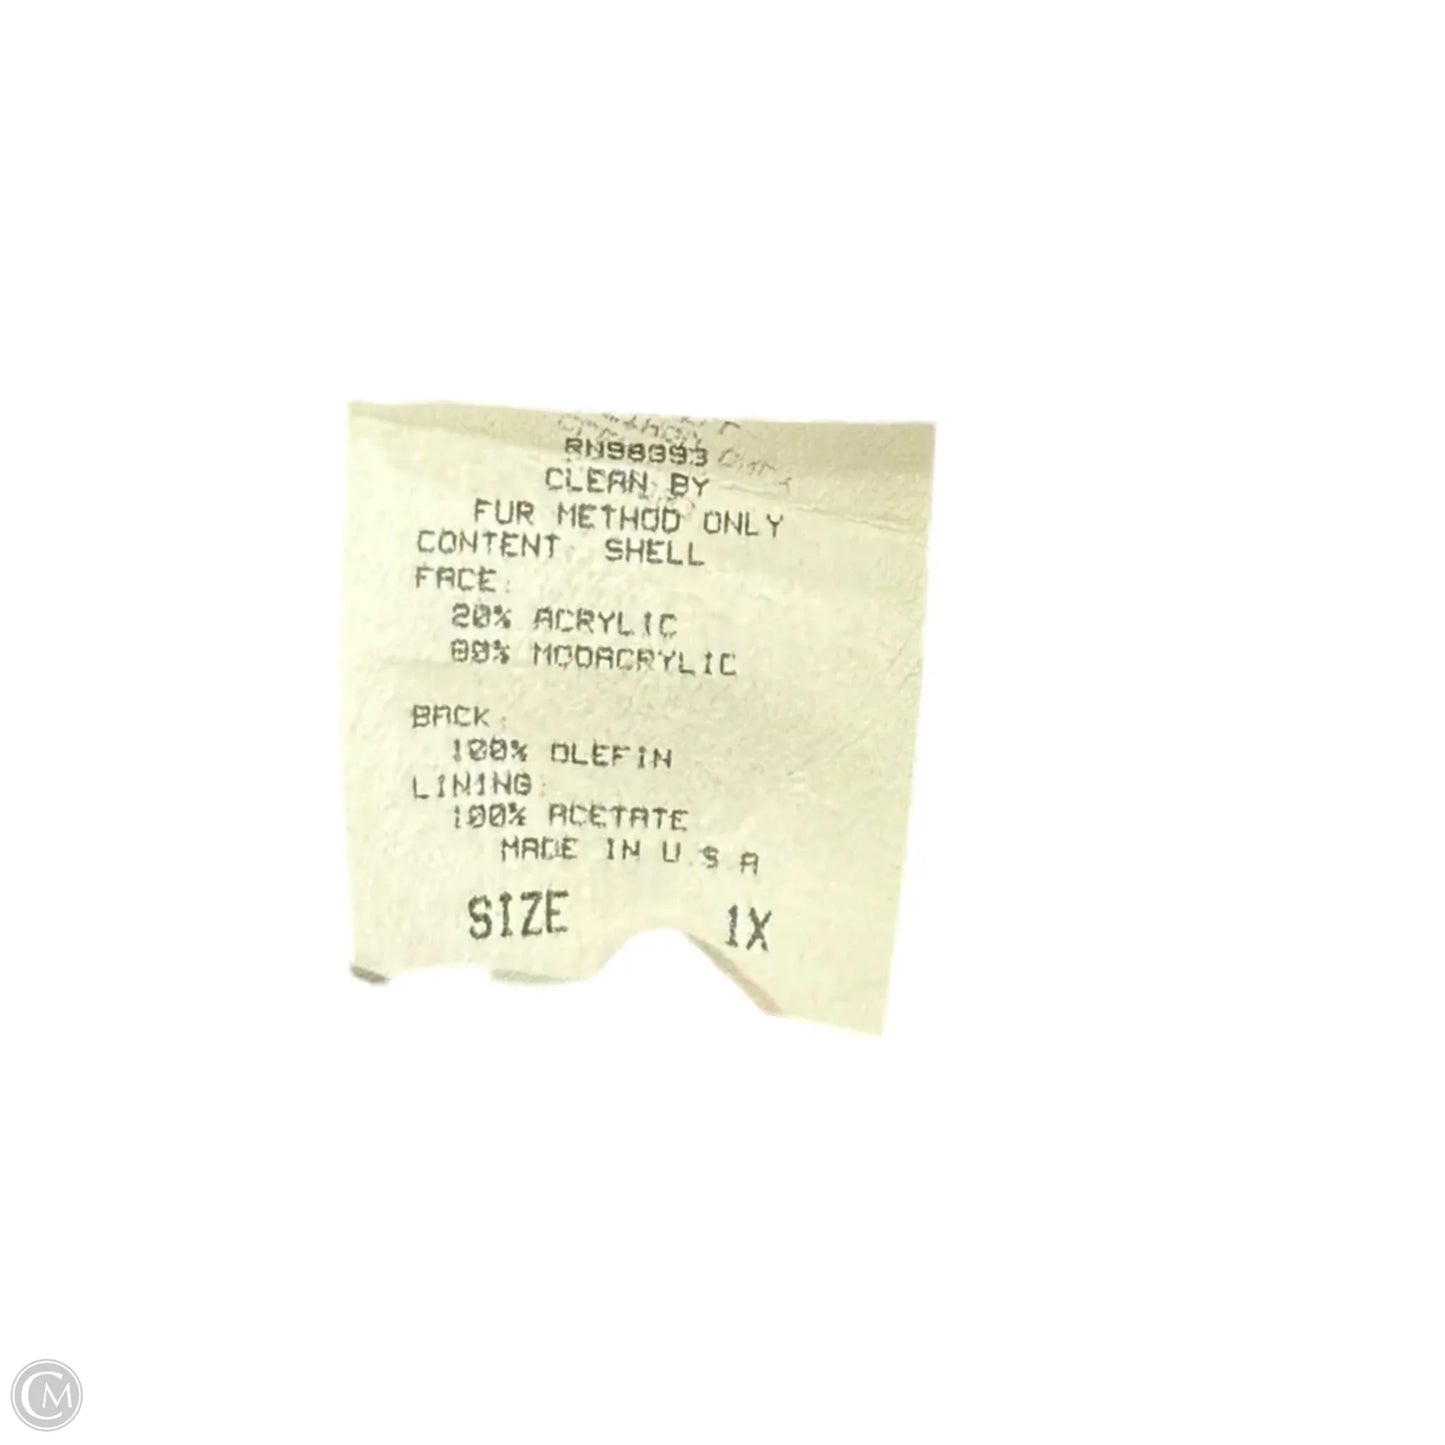 CLEAN BY
FUR METHOD ONLY
CONTENT: SHELL
FACE:
20% ACRYLIC
80% MODACRYLIC
BACK:
100% OLEFIN
LINING:
100% ACETATE
MADE IN U.S.A
SIZE 1X
CM